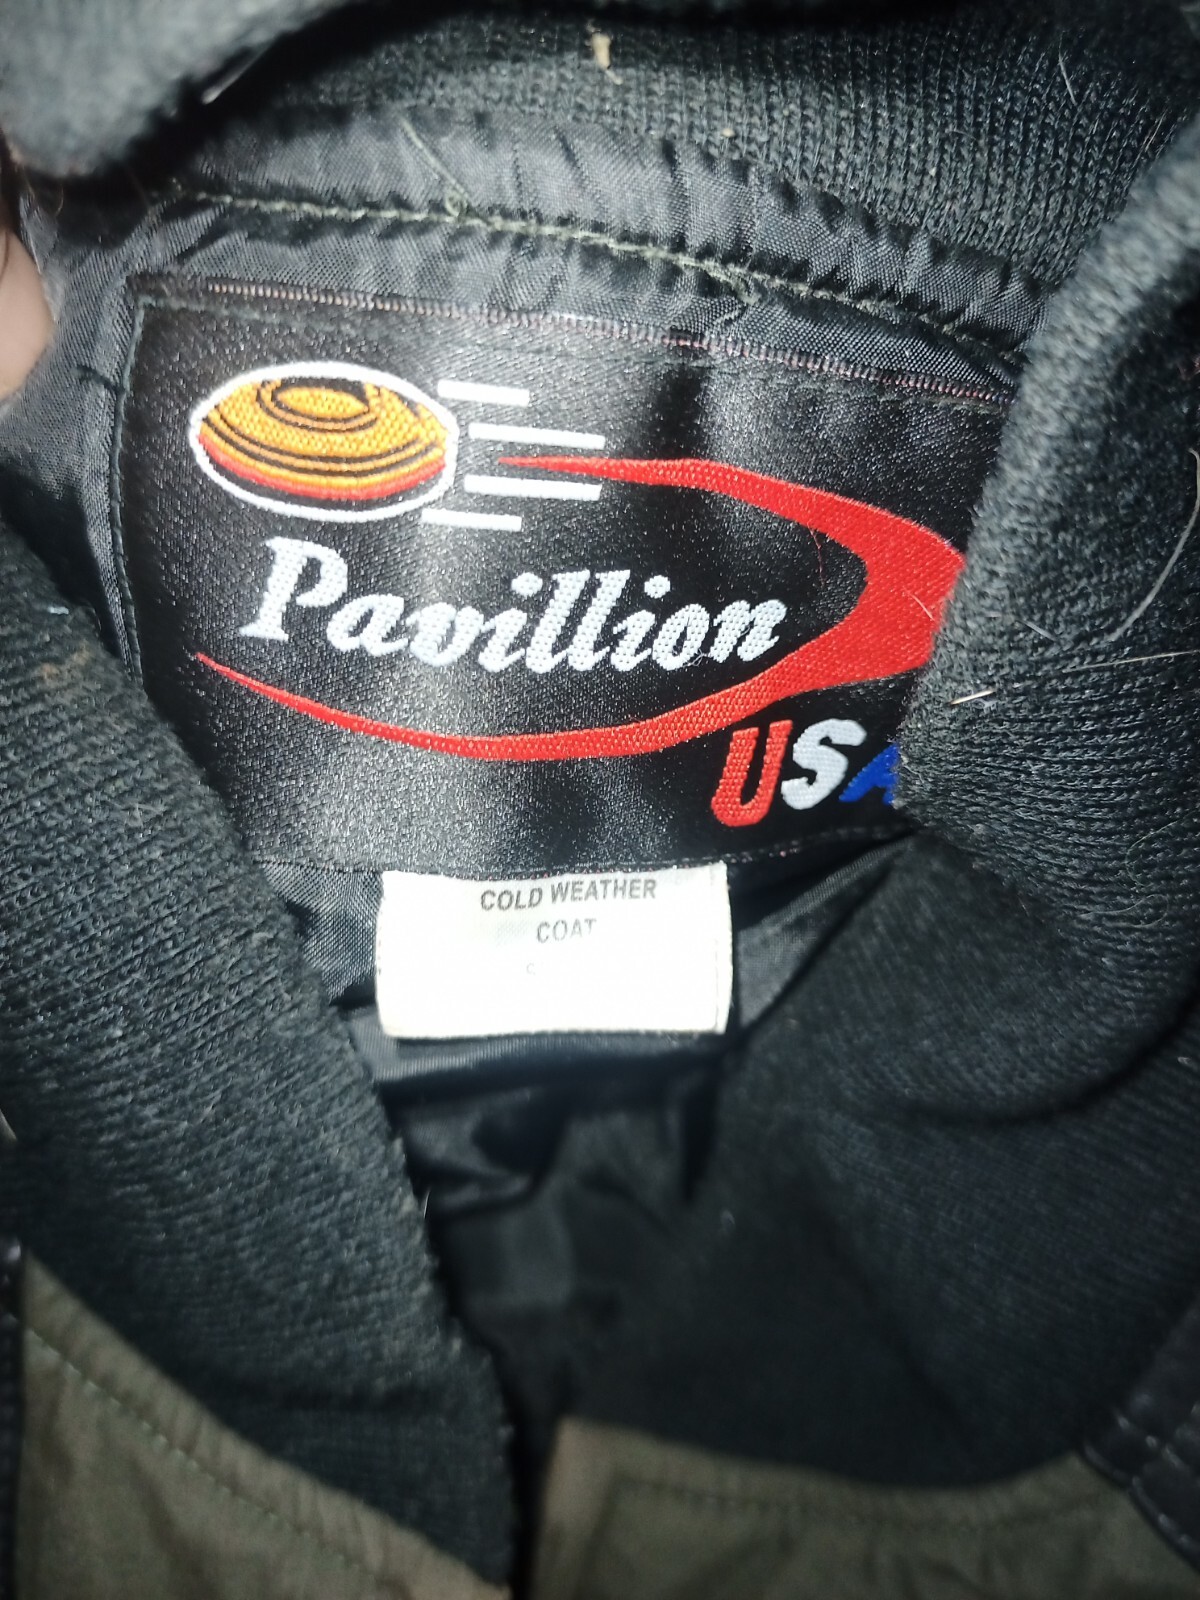 Pavillion
USA
COLD WEATHER
COAT